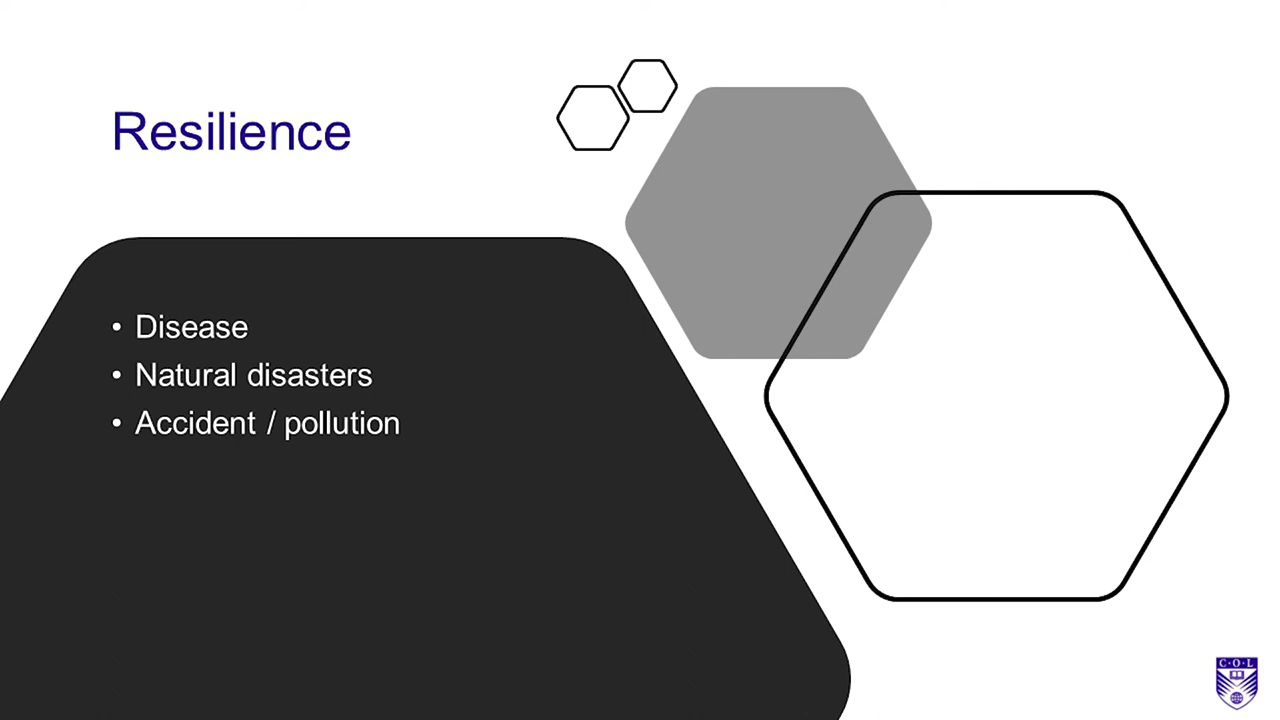 Resilience
• Disease
• Natural disasters
• Accident / pollution
C·O·L